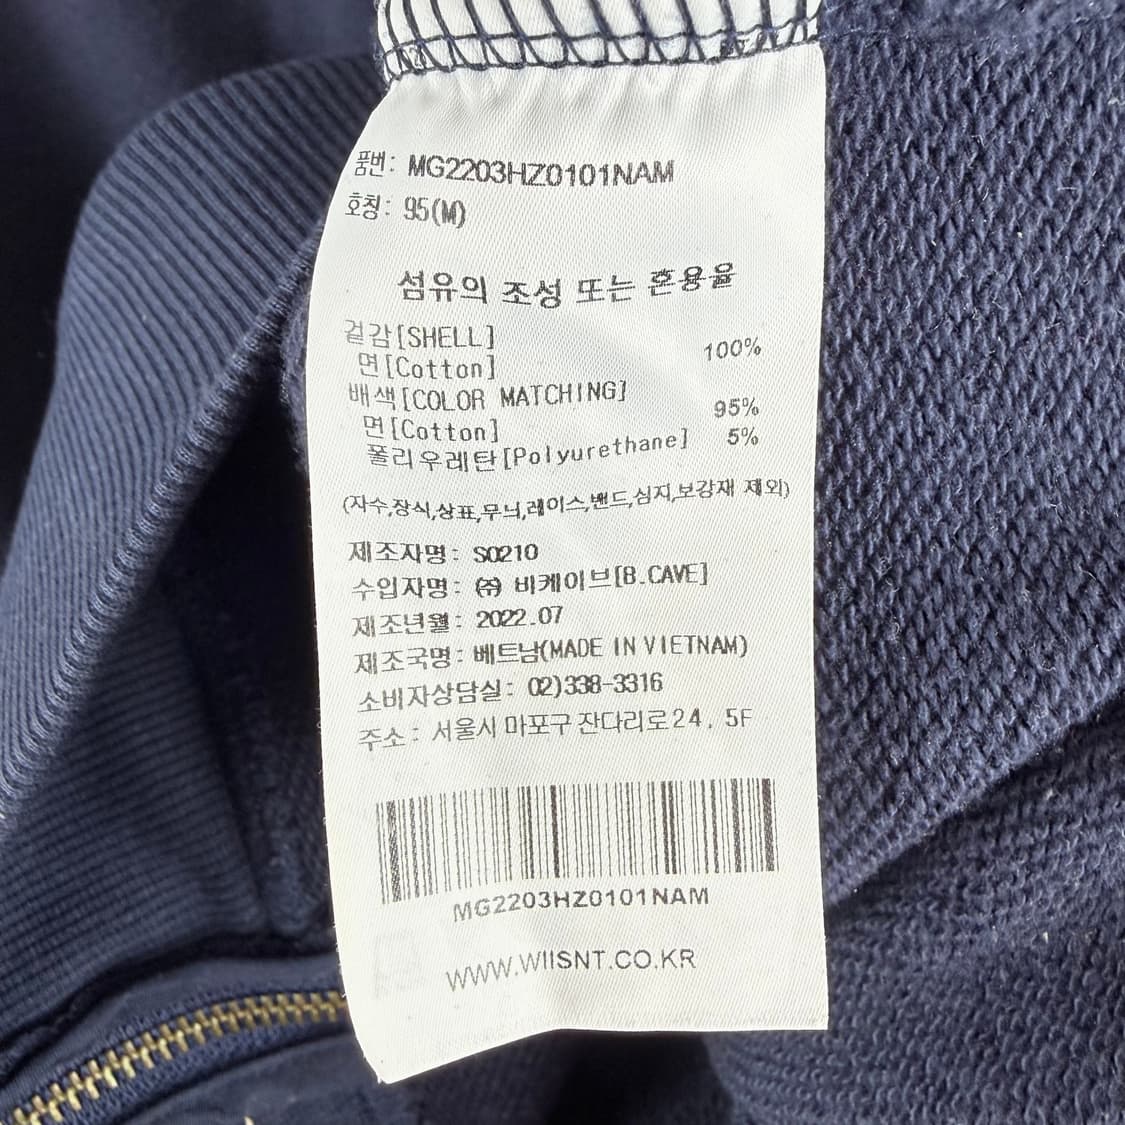 품번: MG2203HZ0101NAM
호칭: 95(M)
섬유의 조성 또는 혼용율
겉감[SHELL]
면[Cotton] 100%
배색[COLOR MATCHING]
면[Cotton] 95%
폴리우레탄[Polyurethane] 5%
(자수,장식,상표,무늬,레이스,밴드,심지,보강재 제외)
제조자명: S0210
수입자명: ㈜ 비케이브[B.CAVE]
제조년월: 2022.07
제조국명: 베트남(MADE IN VIETNAM)
소비자상담실: 02)338-3316
주소: 서울시 마포구 잔다리로24, 5F
MG2203HZ0101NAM
WWW.WIISNT.CO.KR